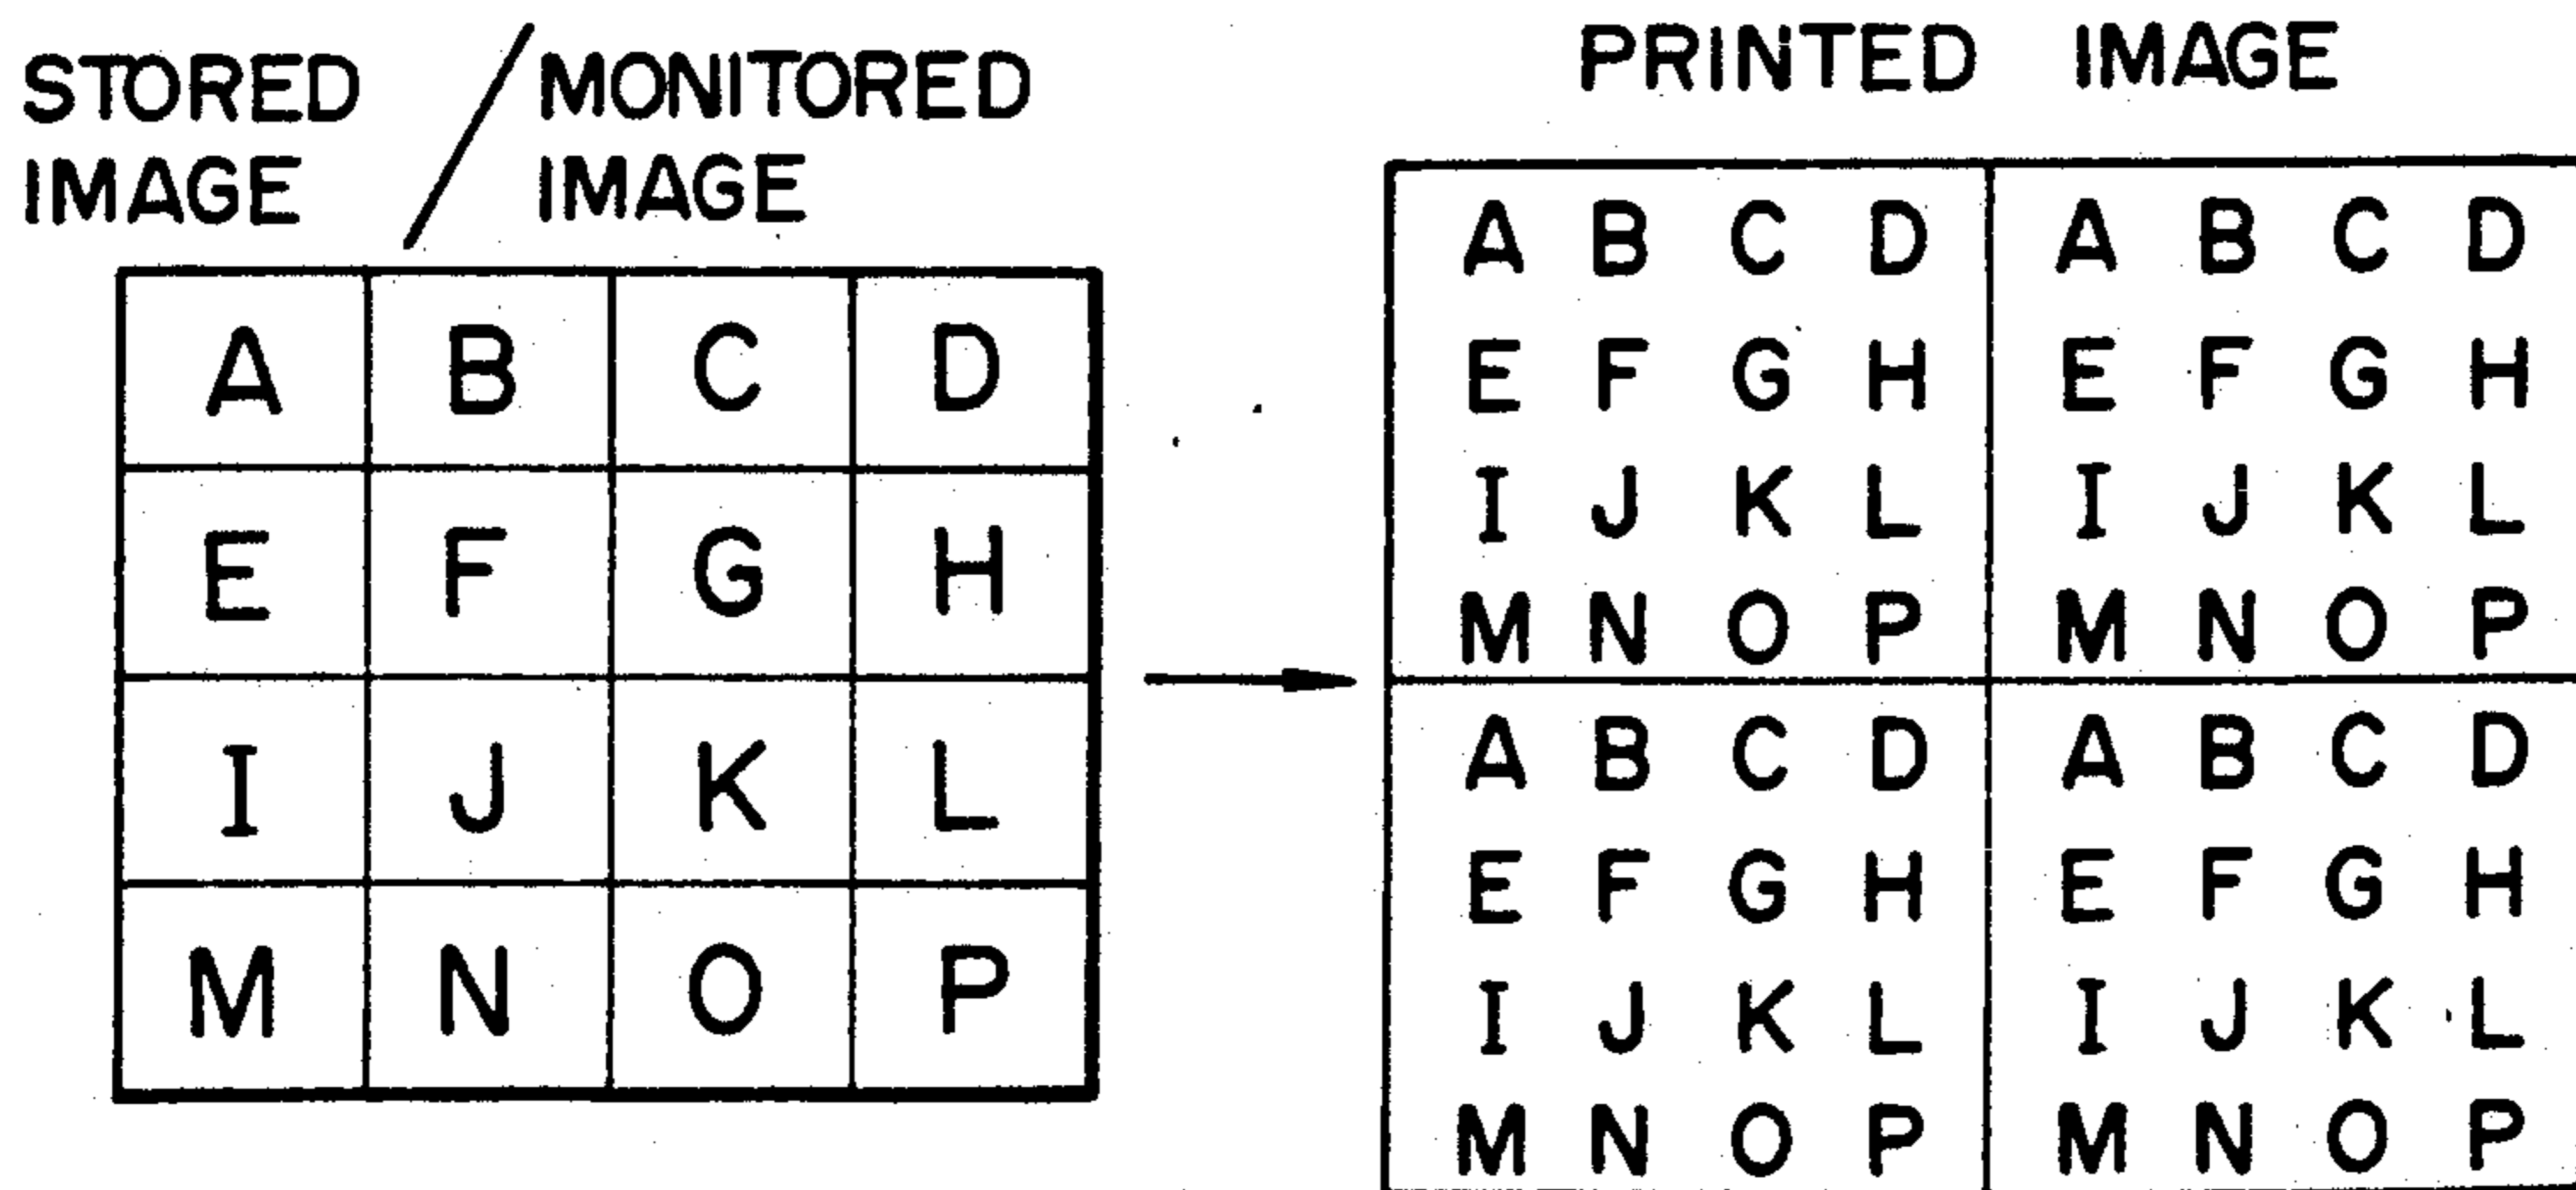 STORED IMAGE / MONITORED IMAGE
A B C D
E F G H
I J K L
M N O P
PRINTED IMAGE
A B C D A B C D
E F G H E F G H
I J K L I J K L
M N O P M N O P
A B C D A B C D
E F G H E F G H
I J K L I J K L
M N O P M N O P